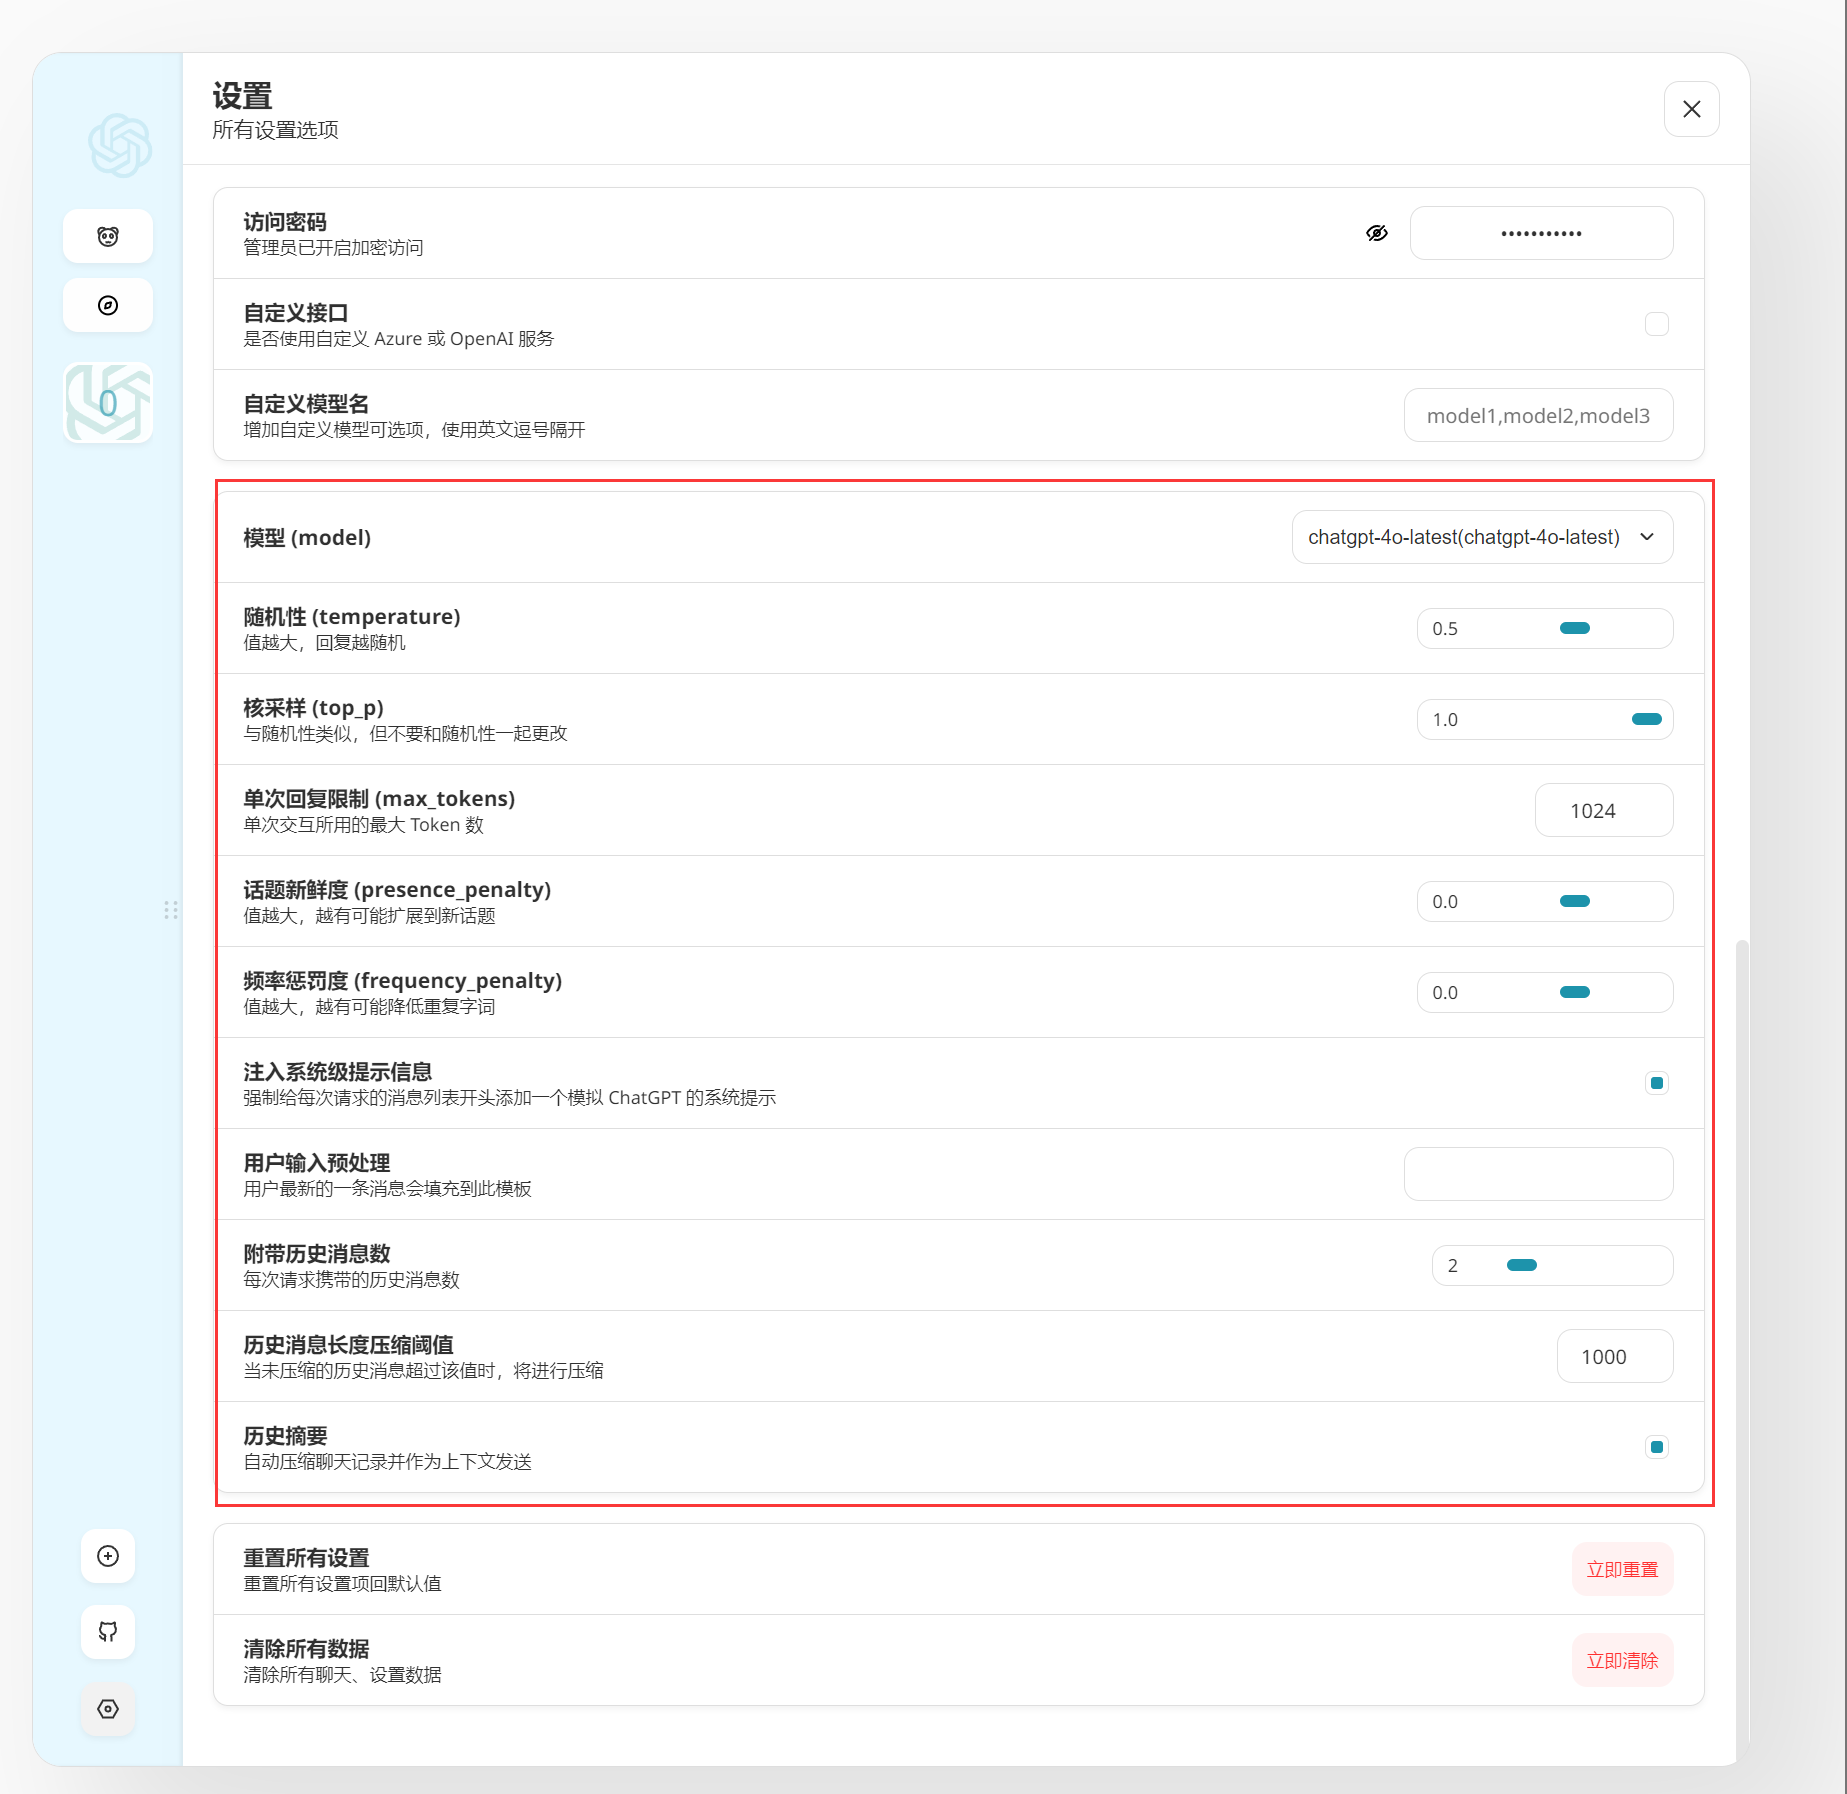 设置
所有设置选项
访问密码
管理员已开启加密访问
•••••••••••
自定义接口
是否使用自定义 Azure 或 OpenAI 服务
自定义模型名
增加自定义模型可选项，使用英文逗号隔开
model1,model2,model3
0
模型 (model)
chatgpt-4o-latest(chatgpt-4o-latest)
随机性 (temperature)
值越大，回复越随机
0.5
核采样 (top_p)
与随机性类似，但不要和随机性一起更改
1.0
单次回复限制 (max_tokens)
单次交互所用的最大 Token 数
1024
话题新鲜度 (presence_penalty)
值越大，越有可能扩展到新话题
0.0
频率惩罚度 (frequency_penalty)
值越大，越有可能降低重复字词
0.0
注入系统级提示信息
强制给每次请求的消息列表开头添加一个模拟 ChatGPT 的系统提示
用户输入预处理
用户最新的一条消息会填充到此模板
附带历史消息数
每次请求携带的历史消息数
2
历史消息长度压缩阈值
当未压缩的历史消息超过该值时，将进行压缩
1000
历史摘要
自动压缩聊天记录并作为上下文发送
重置所有设置
重置所有设置项回默认值
立即重置
清除所有数据
清除所有聊天、设置数据
立即清除